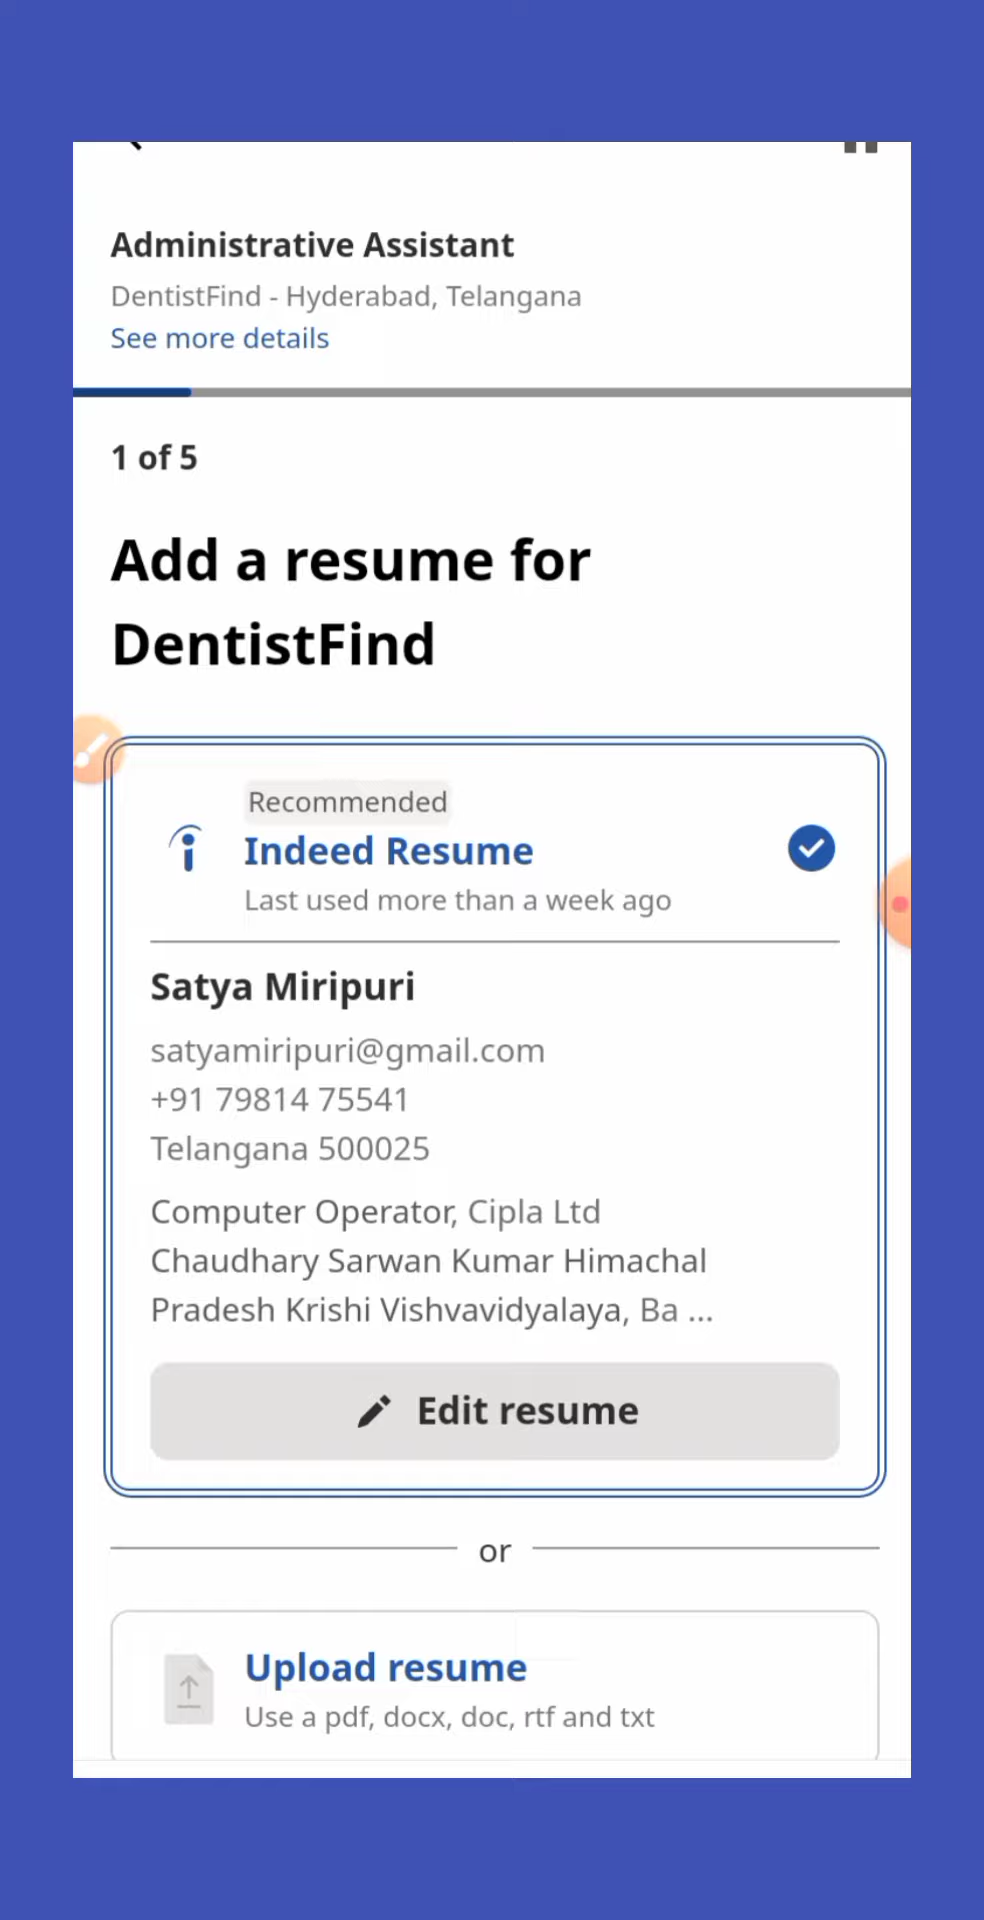 Administrative Assistant
DentistFind - Hyderabad, Telangana
See more details
1 of 5
Add a resume for
DentistFind
Recommended
Indeed Resume
Last used more than a week ago
Satya Miripuri
satyamiripuri@gmail.com
+91 79814 75541
Telangana 500025
Computer Operator, Cipla Ltd
Chaudhary Sarwan Kumar Himachal
Pradesh Krishi Vishvavidyalaya, Ba ...
Edit resume
or
Upload resume
Use a pdf, docx, doc, rtf and txt